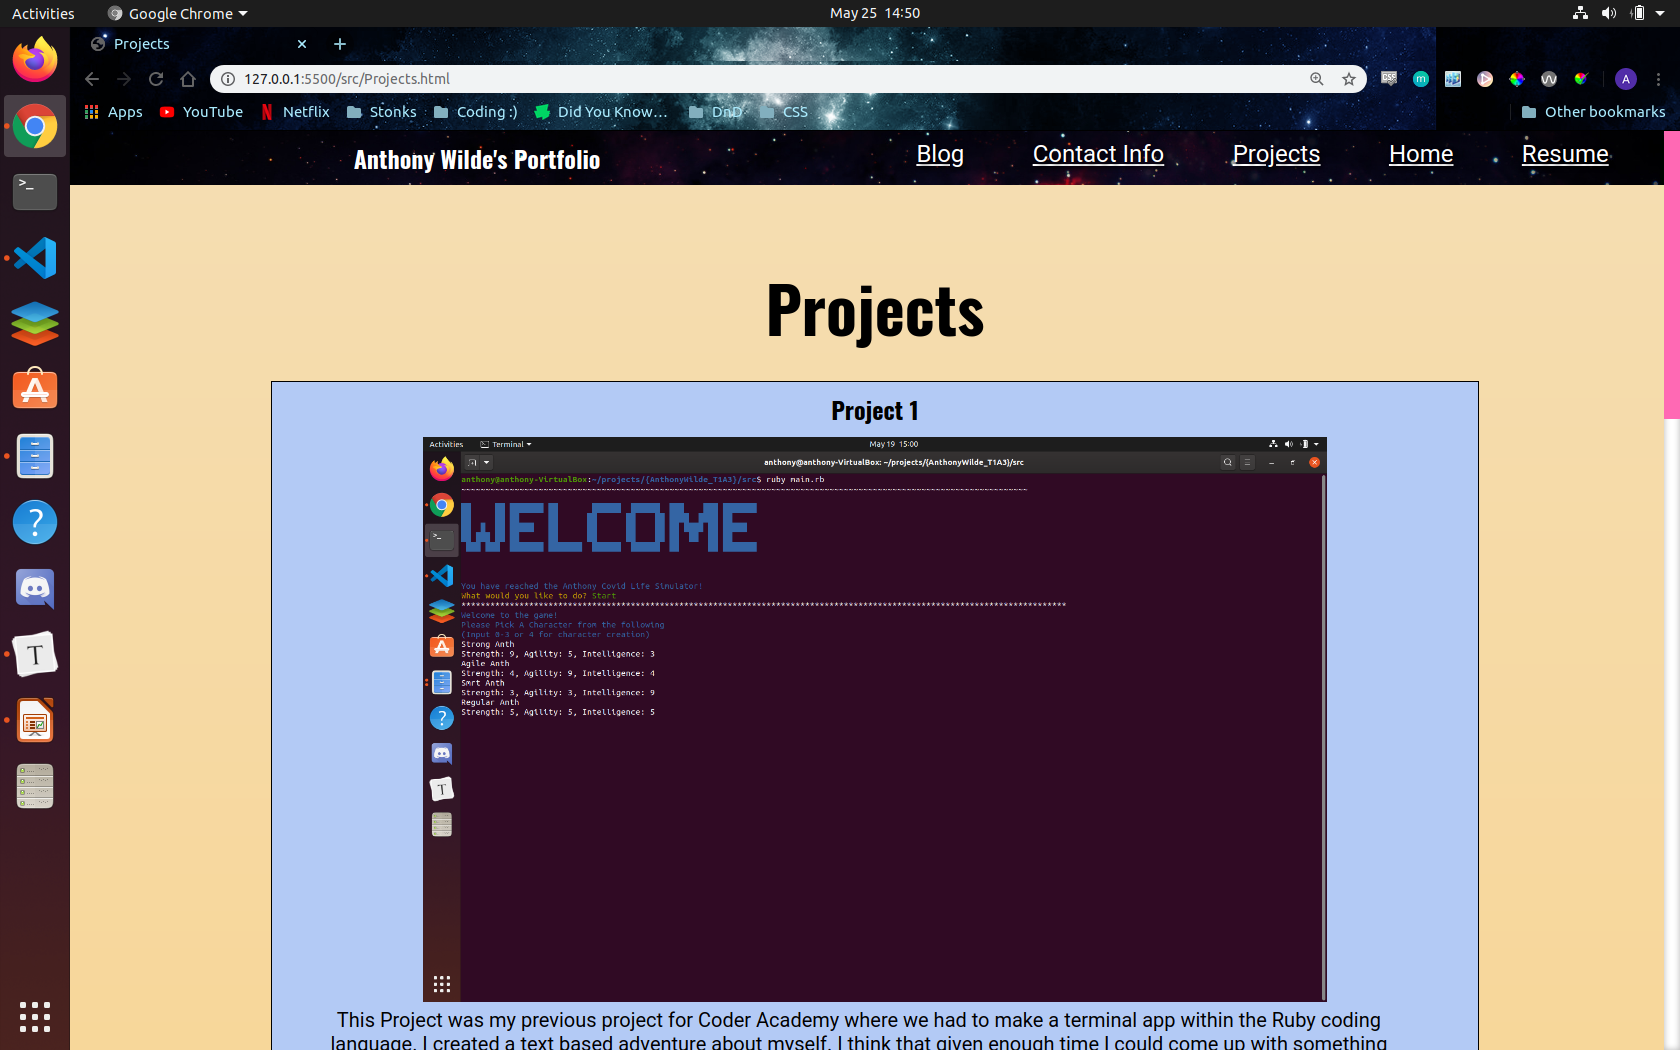 Activities Google Chrome May 25 14:50
Projects
127.0.0.1:5500/src/Projects.html
Apps YouTube Netflix Stonks Coding :) Did You Know... DnD CSS Other bookmarks
Anthony Wilde's Portfolio Blog Contact Info Projects Home Resume
Projects
Project 1
Activities Terminal May 19 15:00
anthony@anthony-VirtualBox: ~/projects/{AnthonyWilde_T1A3}/src
anthony@anthony-VirtualBox:~/projects/{AnthonyWilde_T1A3}/src$ ruby main.rb
WELCOME
You have reached the Anthony Covid Life Simulator!
What would you like to do? Start
Welcome to the game!
Please Pick A Character from the following
(Input 0-3 or 4 for character creation)
Strong Anth
Strength: 9, Agility: 5, Intelligence: 3
Agile Anth
Strength: 4, Agility: 9, Intelligence: 4
Smrt Anth
Strength: 3, Agility: 3, Intelligence: 9
Regular Anth
Strength: 5, Agility: 5, Intelligence: 5
This Project was my previous project for Coder Academy where we had to make a terminal app within the Ruby coding
language. I created a text based adventure about myself. I think that given enough time I could come up with something